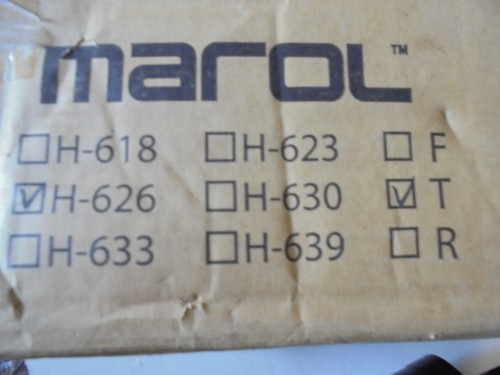 marol™
☐ H-618 ☐ H-623 ☐ F
☑ H-626 ☐ H-630 ☑ T
☐ H-633 ☐ H-639 ☐ R